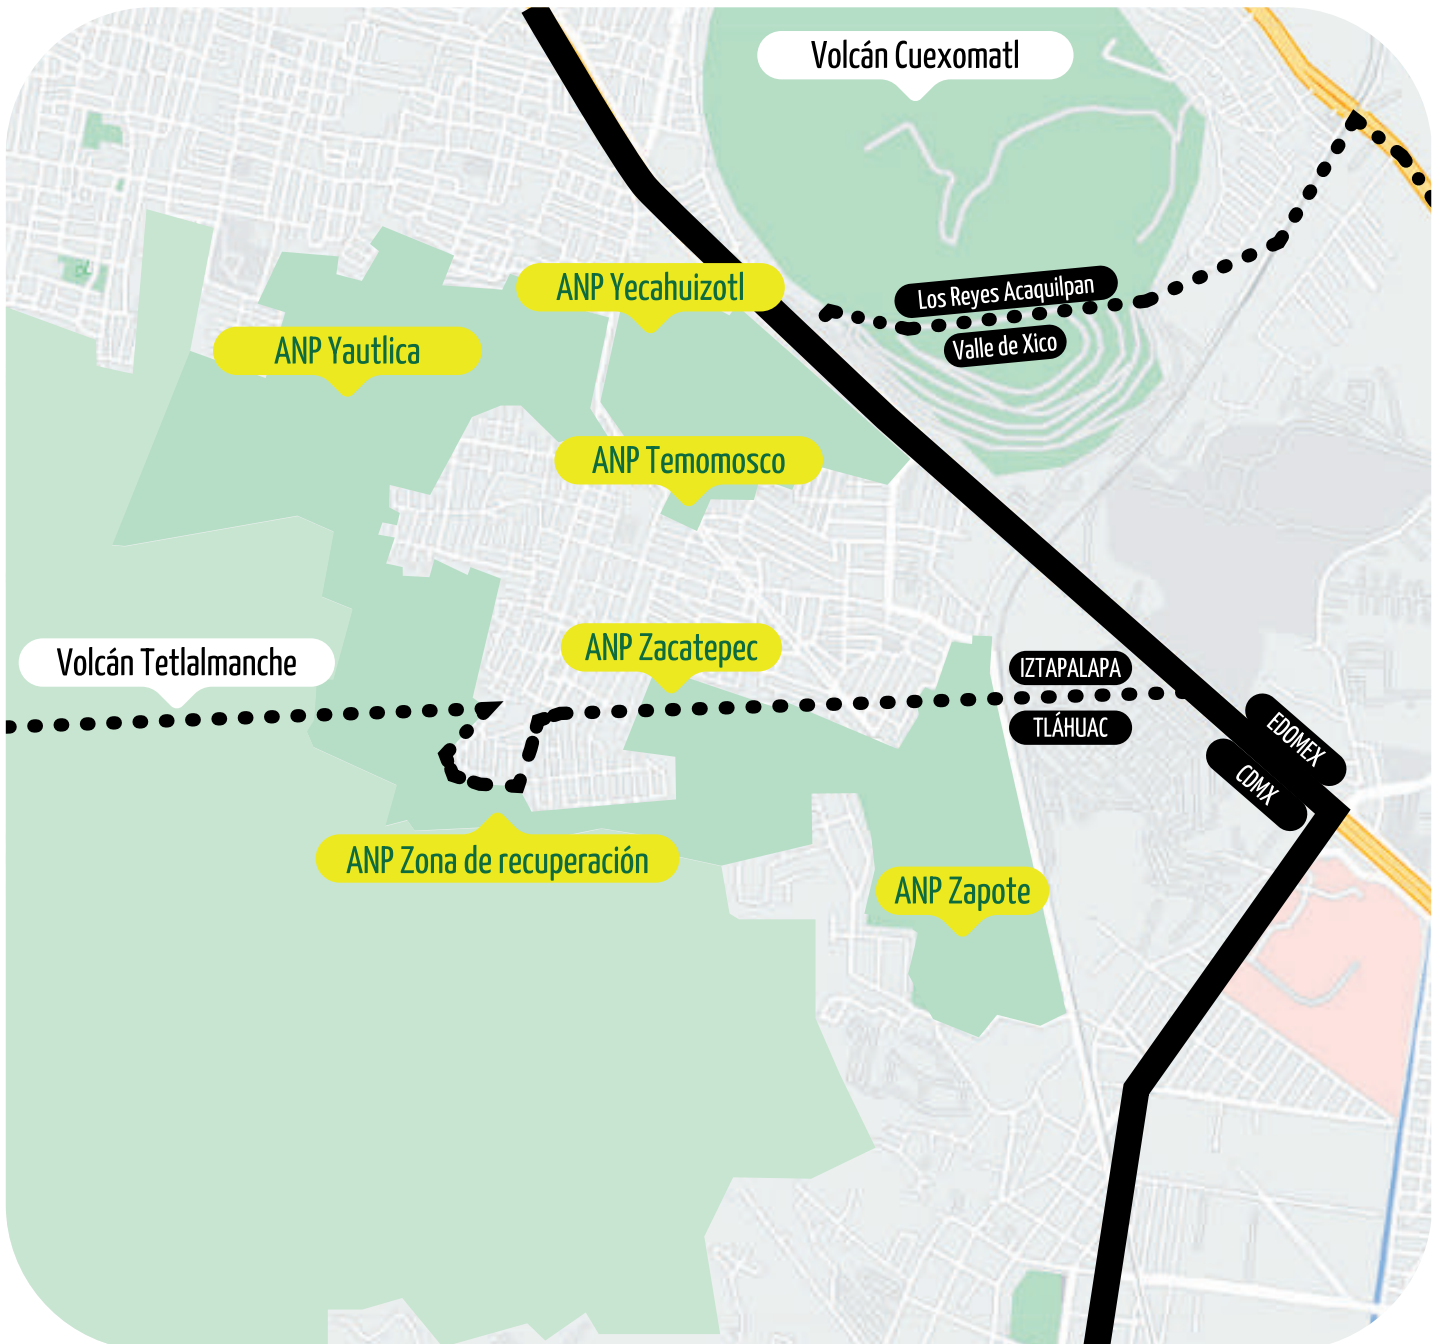 Volcán Cuexomatl
ANP Yecahuizotl
Los Reyes Acaquilpan
Valle de Xico
ANP Yautlica
ANP Temomosco
ANP Zacatepec
Volcán Tetlalmanche
IZTAPALAPA
TLÁHUAC
EDOMEX
CDMX
ANP Zona de recuperación
ANP Zapote